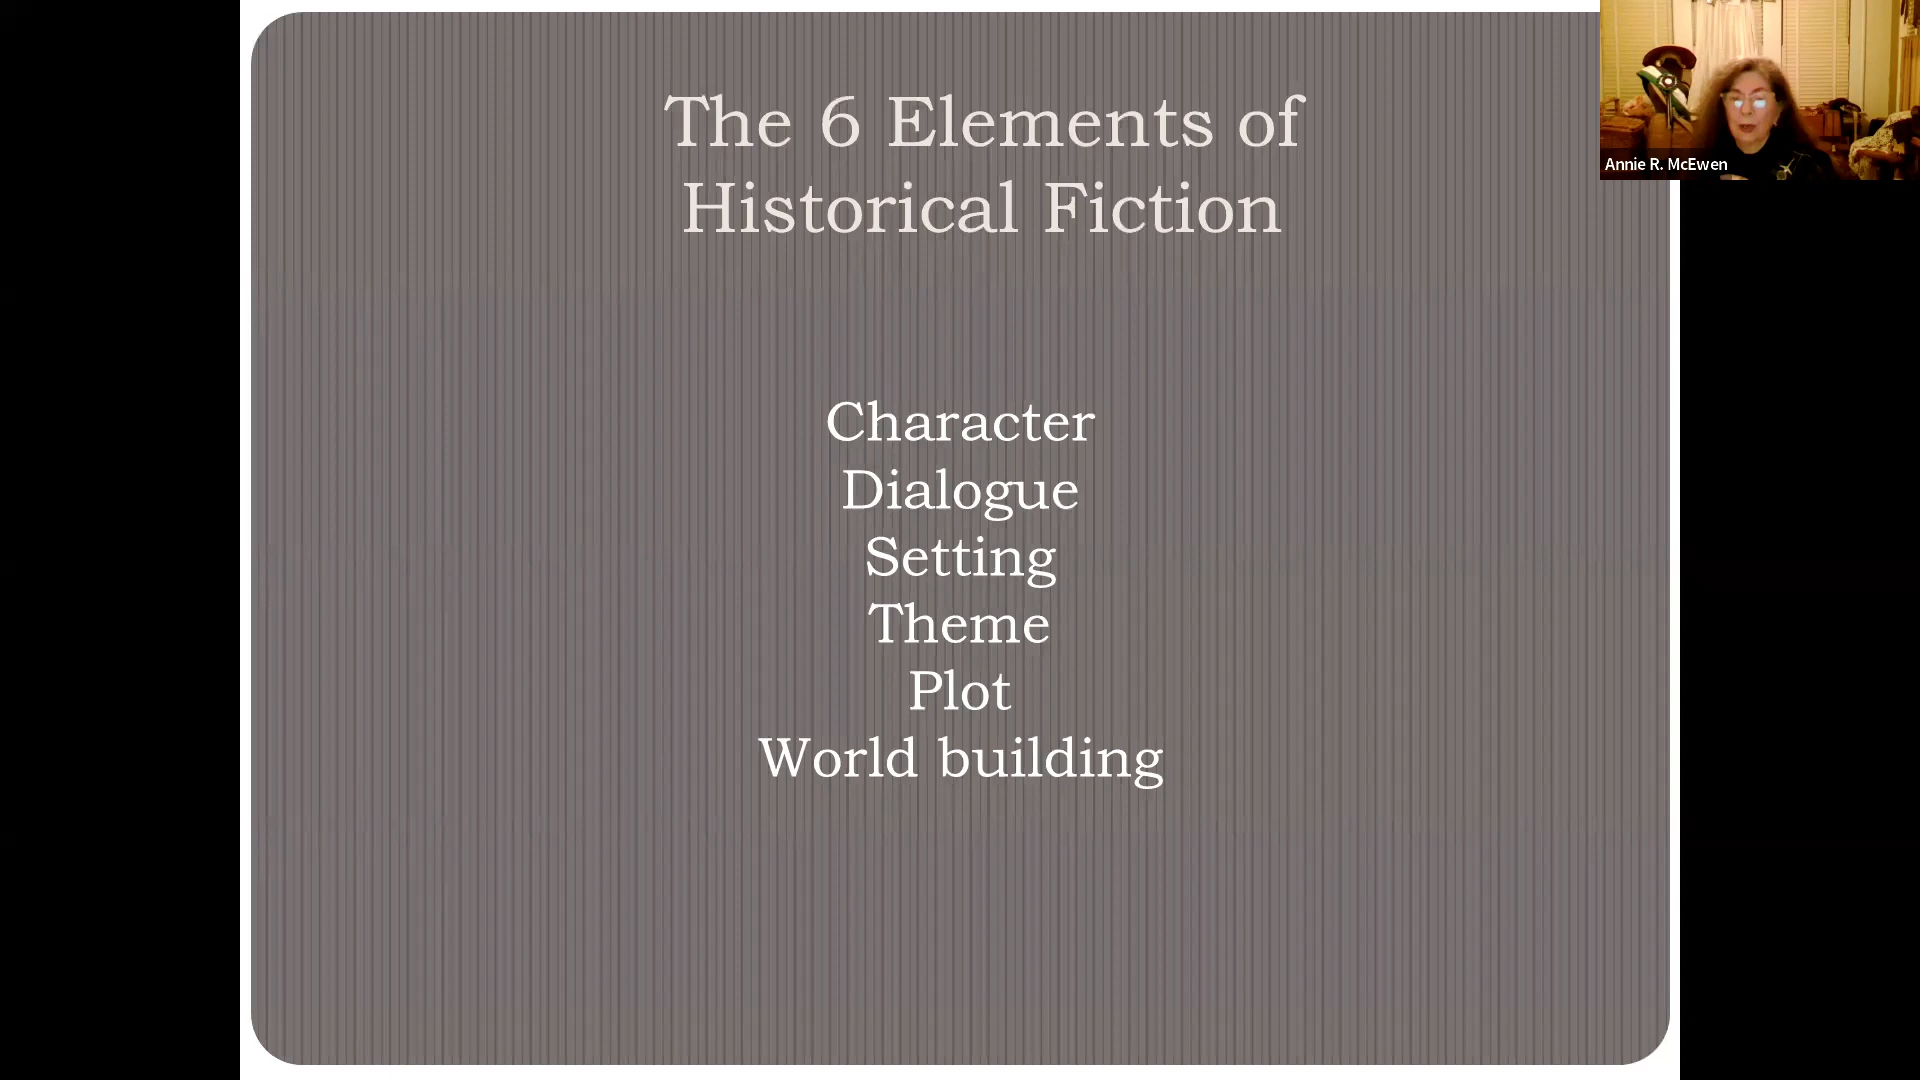 The 6 Elements of
Historical Fiction
Character
Dialogue
Setting
Theme
Plot
World building
Annie R. McEwen